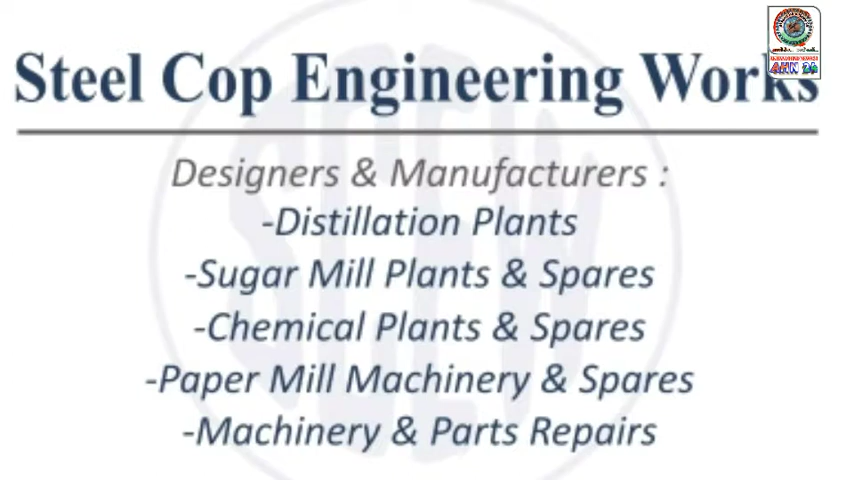 Steel Cop Engineering Works
Designers & Manufacturers :
-Distillation Plants
-Sugar Mill Plants & Spares
-Chemical Plants & Spares
-Paper Mill Machinery & Spares
-Machinery & Parts Repairs
SCEW